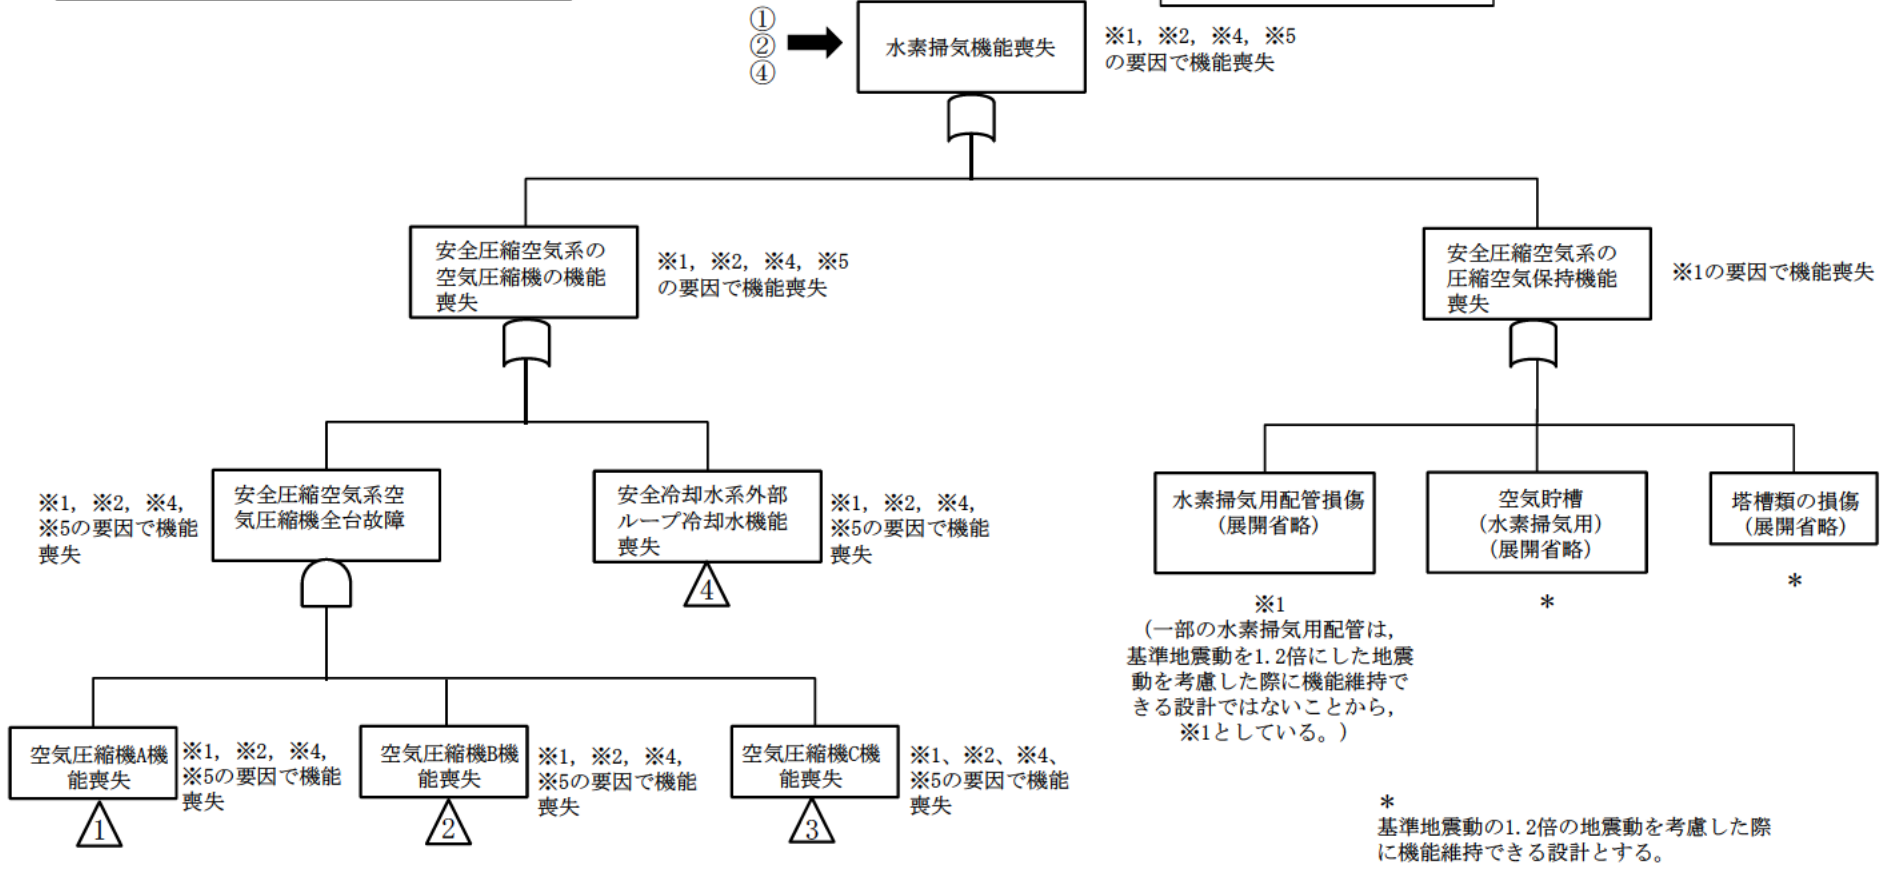 ①
②
④
水素掃気機能喪失
※1, ※2, ※4, ※5
の要因で機能喪失
安全圧縮空気系の
空気圧縮機の機能
喪失
※1, ※2, ※4, ※5
の要因で機能喪失
安全圧縮空気系の
圧縮空気保持機能
喪失
※1の要因で機能喪失
※1, ※2, ※4,
※5の要因で機能
喪失
安全圧縮空気系空
気圧縮機全台故障
安全冷却水系外部
ループ冷却水機能
喪失
4
※1, ※2, ※4,
※5の要因で機能
喪失
水素掃気用配管損傷
(展開省略)
※1
(一部の水素掃気用配管は,
基準地震動を1.2倍にした地震
動を考慮した際に機能維持で
きる設計ではないことから,
※1としている。)
空気貯槽
(水素掃気用)
(展開省略)
*
塔槽類の損傷
(展開省略)
*
空気圧縮機A機
能喪失
1
※1, ※2, ※4,
※5の要因で機能
喪失
空気圧縮機B機
能喪失
2
※1, ※2, ※4,
※5の要因で機能
喪失
空気圧縮機C機
能喪失
3
※1、※2、※4、
※5の要因で機能
喪失
*
基準地震動の1.2倍の地震動を考慮した際
に機能維持できる設計とする。